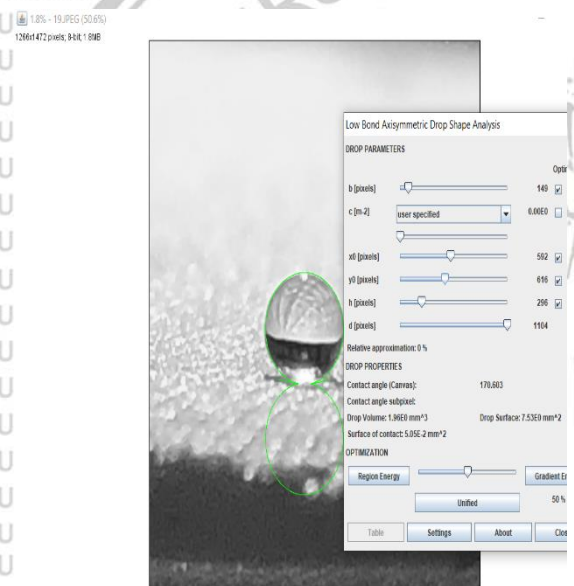 1.8% - 19.JPEG (50.6%)
1266x1472 pixels; 8-bit; 1.8MB
Low Bond Axisymmetric Drop Shape Analysis
DROP PARAMETERS
b [pixels] 149
c [m-2] user specified 0.00E0
x0 [pixels] 592
y0 [pixels] 616
h [pixels] 296
d [pixels] 1104
Relative approximation: 0 %
DROP PROPERTIES
Contact angle (Canvas): 170.603
Contact angle subpixel:
Drop Volume: 1.96E0 mm^3 Drop Surface: 7.53E0 mm^2
Surface of contact: 5.05E-2 mm^2
OPTIMIZATION
Region Energy Gradient
Unified 50 %
Table Settings About